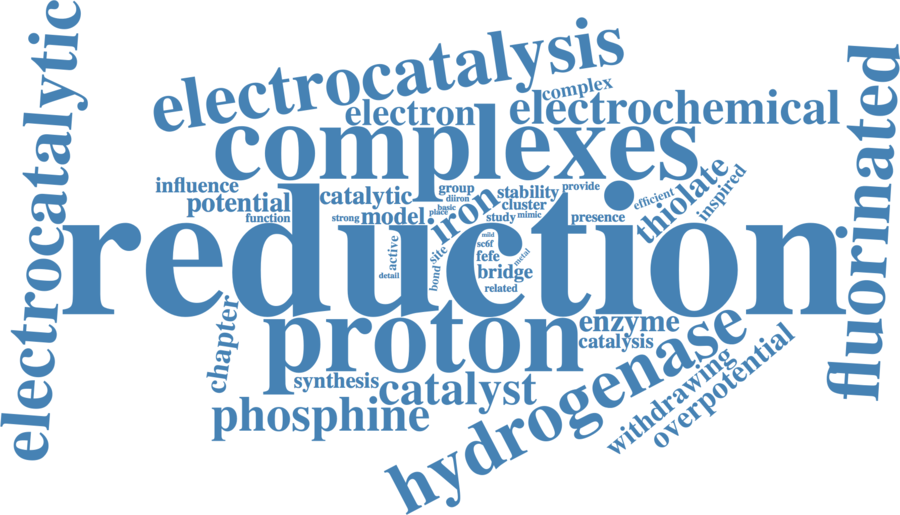 electrocatalytic
electrocatalysis
complex
electron
electrochemical
fluorinated
complexes
influence
potential
function
catalytic
group
diiron
basic
place
strong
model
iron
stability
provide
cluster
study
mimic
presence
efficient
thiolate
inspired
reduction
active
detail
site
bond
mild
sc6f
fefe
metal
bridge
related
chapter
proton
enzyme
catalysis
synthesis
catalyst
phosphine
hydrogenase
withdrawing
overpotential